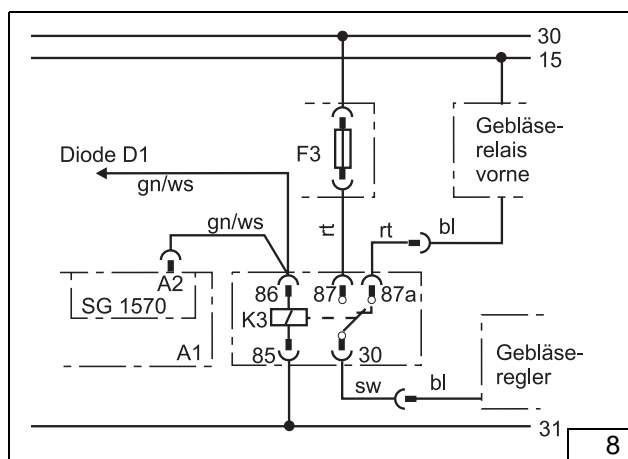 30
15
Gebläse-
relais
vorne
F3
Diode D1
gn/ws
gn/ws
rt
rt
bl
A2
SG 1570
A1
86
87
87a
K3
85
30
sw
bl
Gebläse-
regler
31
8